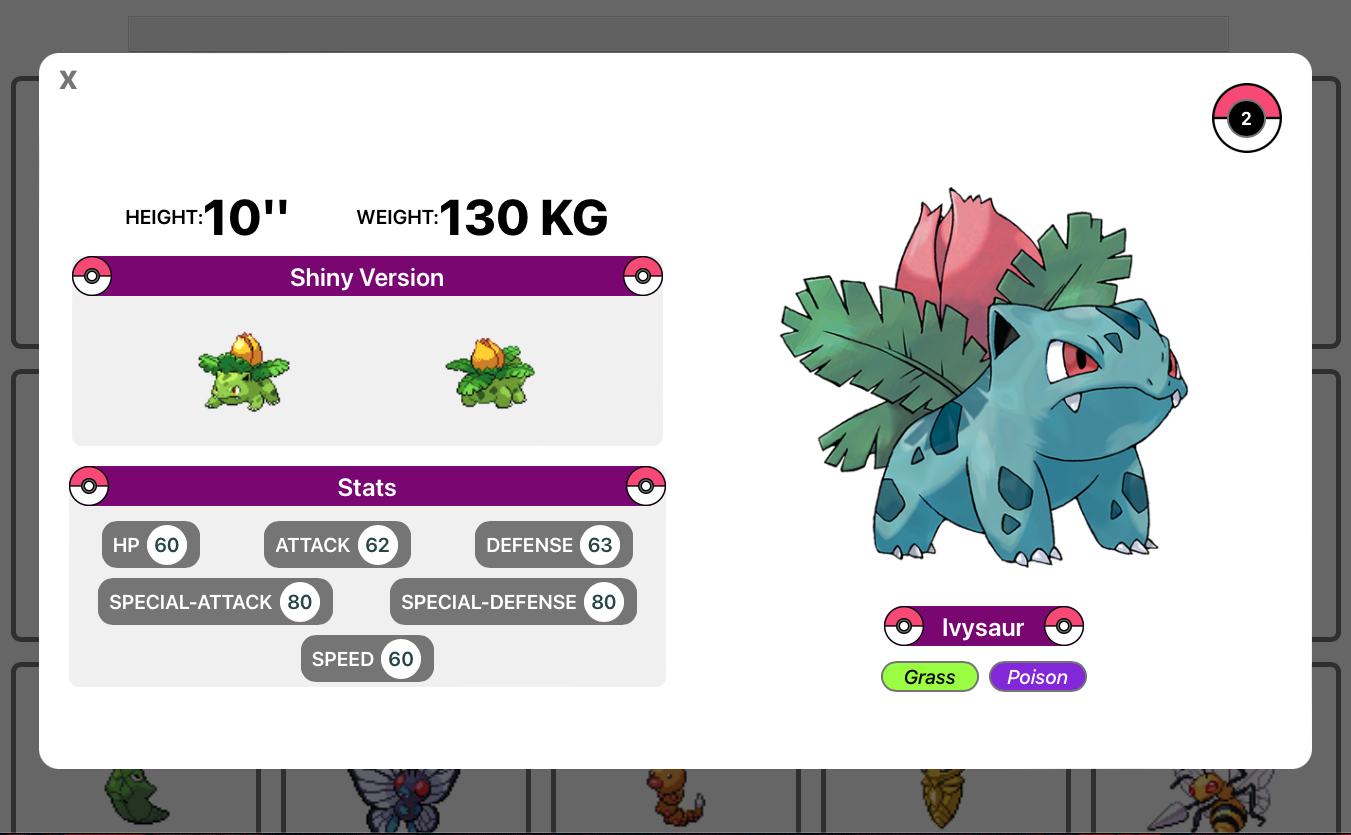 X
2
HEIGHT:10''
WEIGHT:130 KG
Shiny Version
Stats
HP 60
ATTACK 62
DEFENSE 63
SPECIAL-ATTACK 80
SPECIAL-DEFENSE 80
SPEED 60
Ivysaur
Grass
Poison